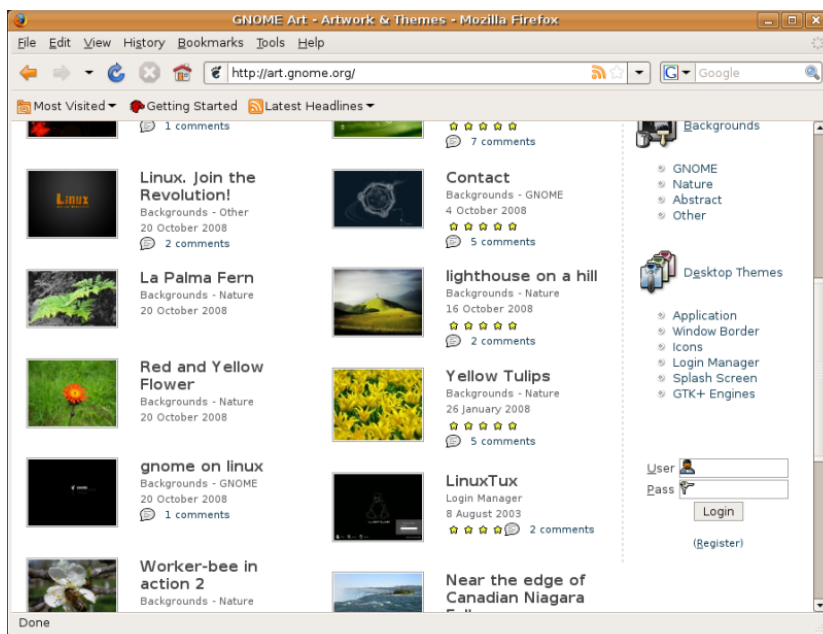 GNOME Art - Artwork & Themes - Mozilla Firefox
File Edit View History Bookmarks Tools Help
http://art.gnome.org/
G Google
Most Visited Getting Started Latest Headlines
1 comments
Linux
Linux. Join the
Revolution!
Backgrounds - Other
20 October 2008
2 comments
La Palma Fern
Backgrounds - Nature
20 October 2008
Red and Yellow
Flower
Backgrounds - Nature
20 October 2008
gnome on linux
Backgrounds - GNOME
20 October 2008
1 comments
Worker-bee in
action 2
Backgrounds - Nature
7 comments
Contact
Backgrounds - GNOME
4 October 2008
5 comments
lighthouse on a hill
Backgrounds - Nature
16 October 2008
2 comments
Yellow Tulips
Backgrounds - Nature
26 January 2008
5 comments
LinuxTux
Login Manager
8 August 2003
2 comments
Near the edge of
Canadian Niagara
Backgrounds
GNOME
Nature
Abstract
Other
Desktop Themes
Application
Window Border
Icons
Login Manager
Splash Screen
GTK+ Engines
User
Pass
Login
(Register)
Done